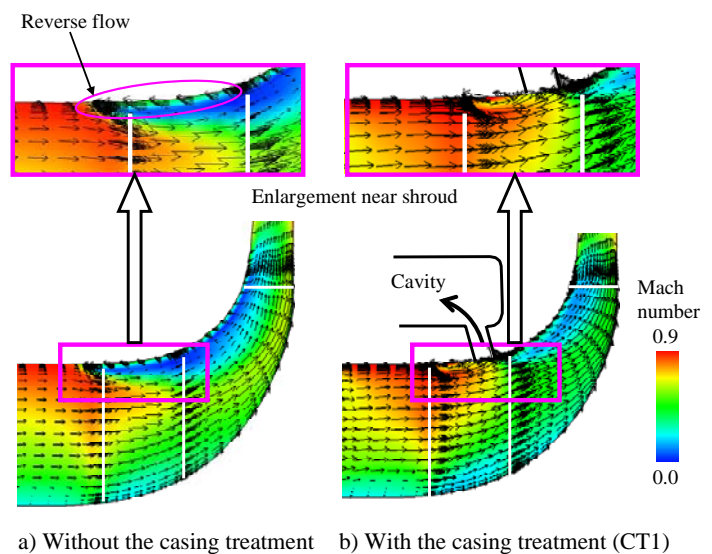 Reverse flow
Enlargement near shroud
Cavity
Mach
number
0.9
0.0
a) Without the casing treatment
b) With the casing treatment (CT1)